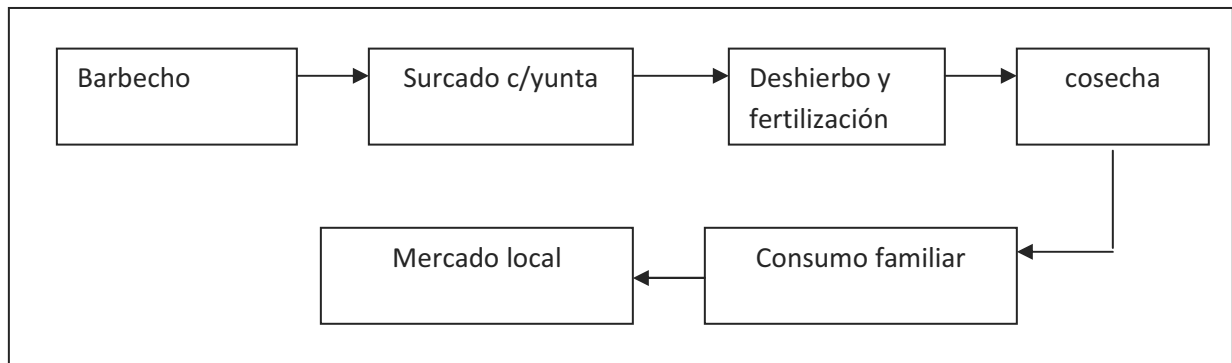 Barbecho
Surcado c/yunta
Deshierbo y
fertilización
cosecha
Consumo familiar
Mercado local